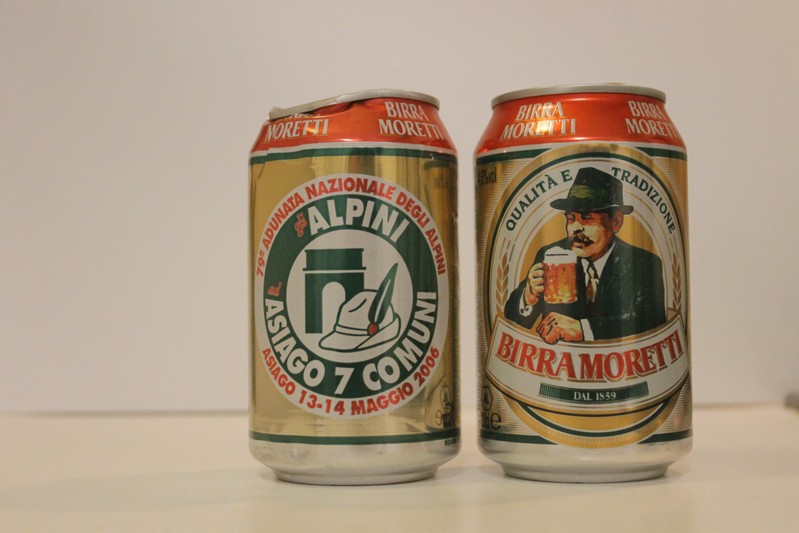 MORETTI
BIRRA
MORETTI
79ª ADUNATA NAZIONALE DEGLI ALPINI
gli ALPINI
ad ASIAGO 7 COMUNI
ASIAGO 13-14 MAGGIO 2006
BIRRA
MORETTI
BIRRA
MORETTI
QUALITÀ E TRADIZIONE
BIRRA MORETTI
DAL 1859